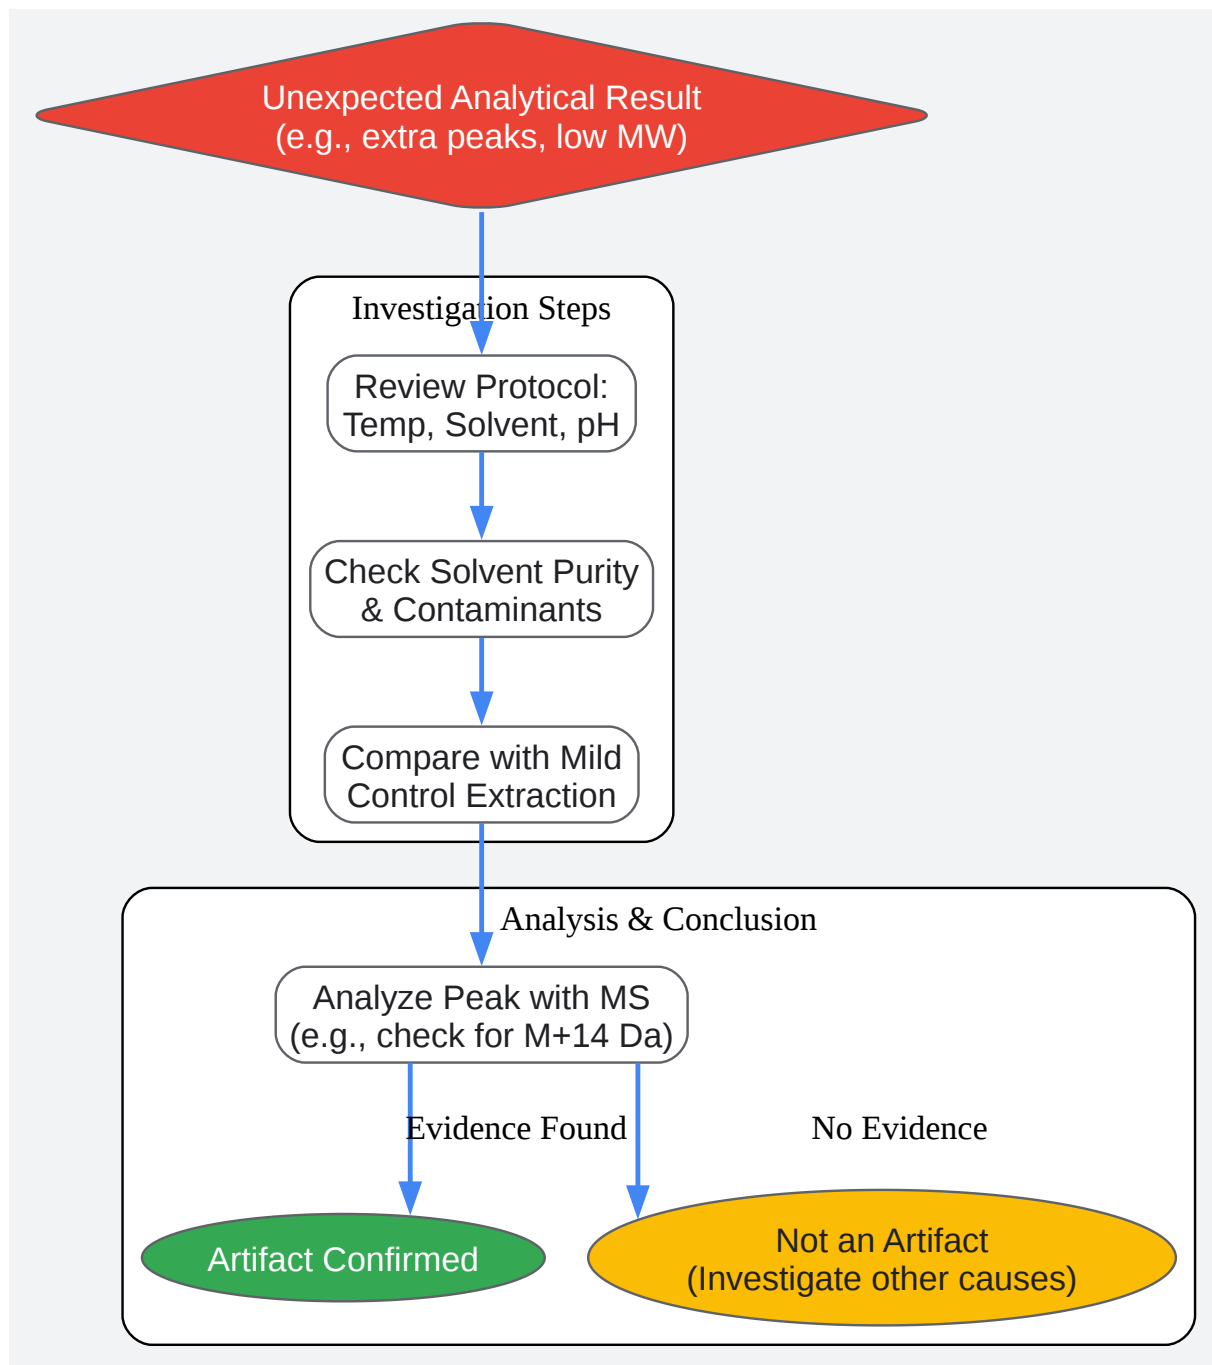 Unexpected Analytical Result
(e.g., extra peaks, low MW)
Investigation Steps
Review Protocol:
Temp, Solvent, pH
Check Solvent Purity
& Contaminants
Compare with Mild
Control Extraction
Analysis & Conclusion
Analyze Peak with MS
(e.g., check for M+14 Da)
Evidence Found
No Evidence
Artifact Confirmed
Not an Artifact
(Investigate other causes)